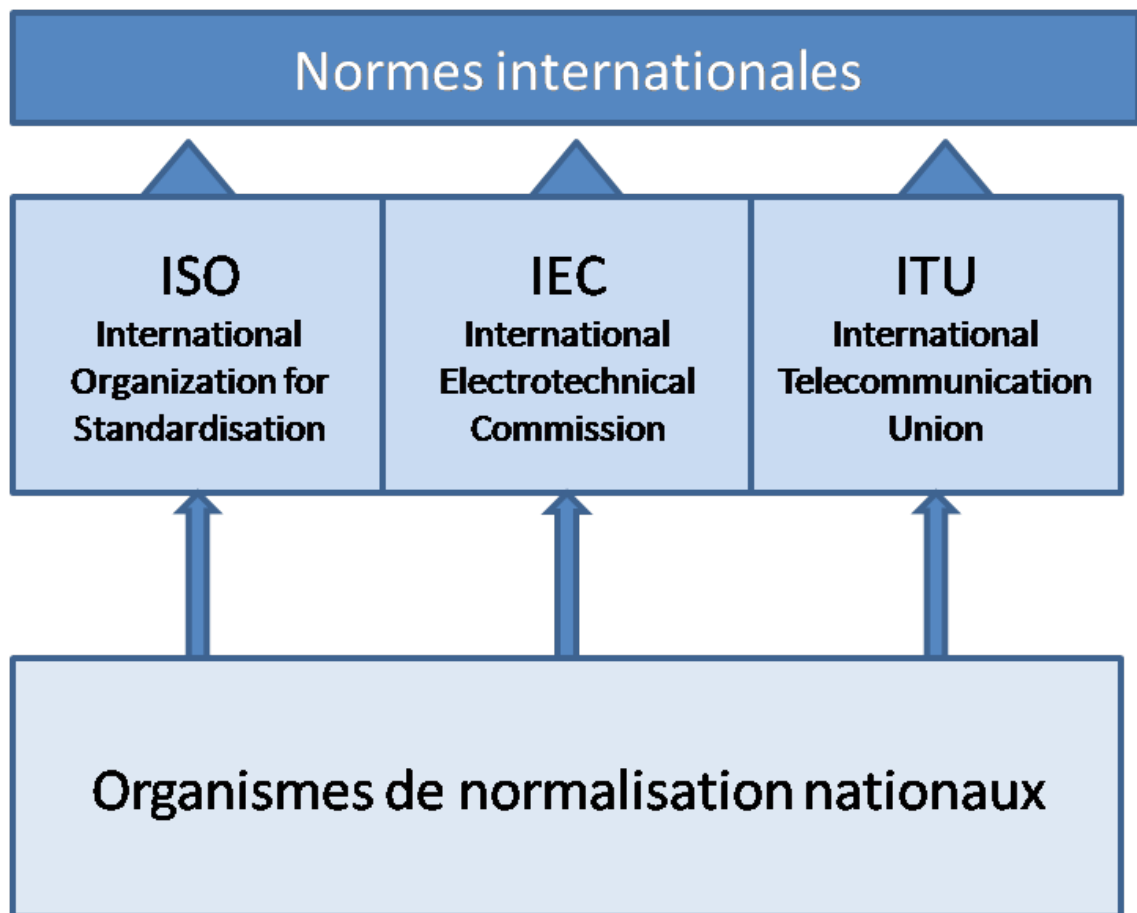 Normes internationales
ISO
International
Organization for
Standardisation
IEC
International
Electrotechnical
Commission
ITU
International
Telecommunication
Union
Organismes de normalisation nationaux